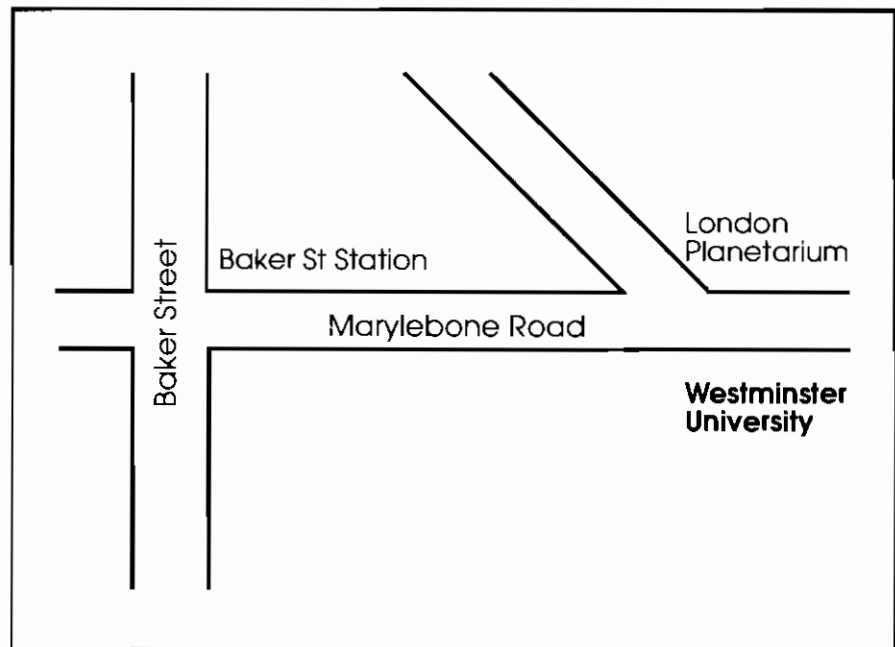 London
Planetarium
Baker St Station
Baker Street
Marylebone Road
Westminster
University